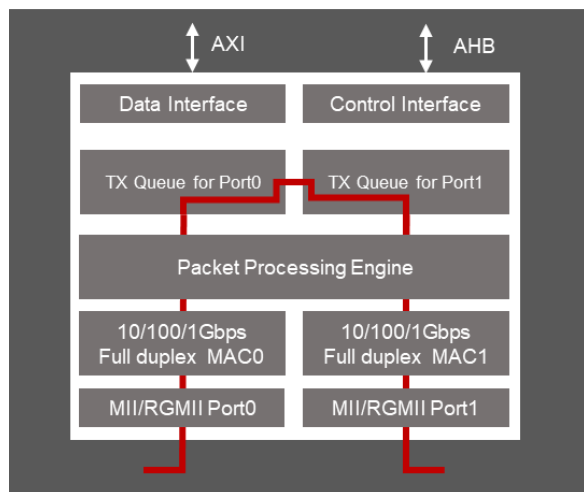 AXI
AHB
Data Interface
Control Interface
TX Queue for Port0
TX Queue for Port1
Packet Processing Engine
10/100/1Gbps
Full duplex MAC0
10/100/1Gbps
Full duplex MAC1
MII/RGMII Port0
MII/RGMII Port1